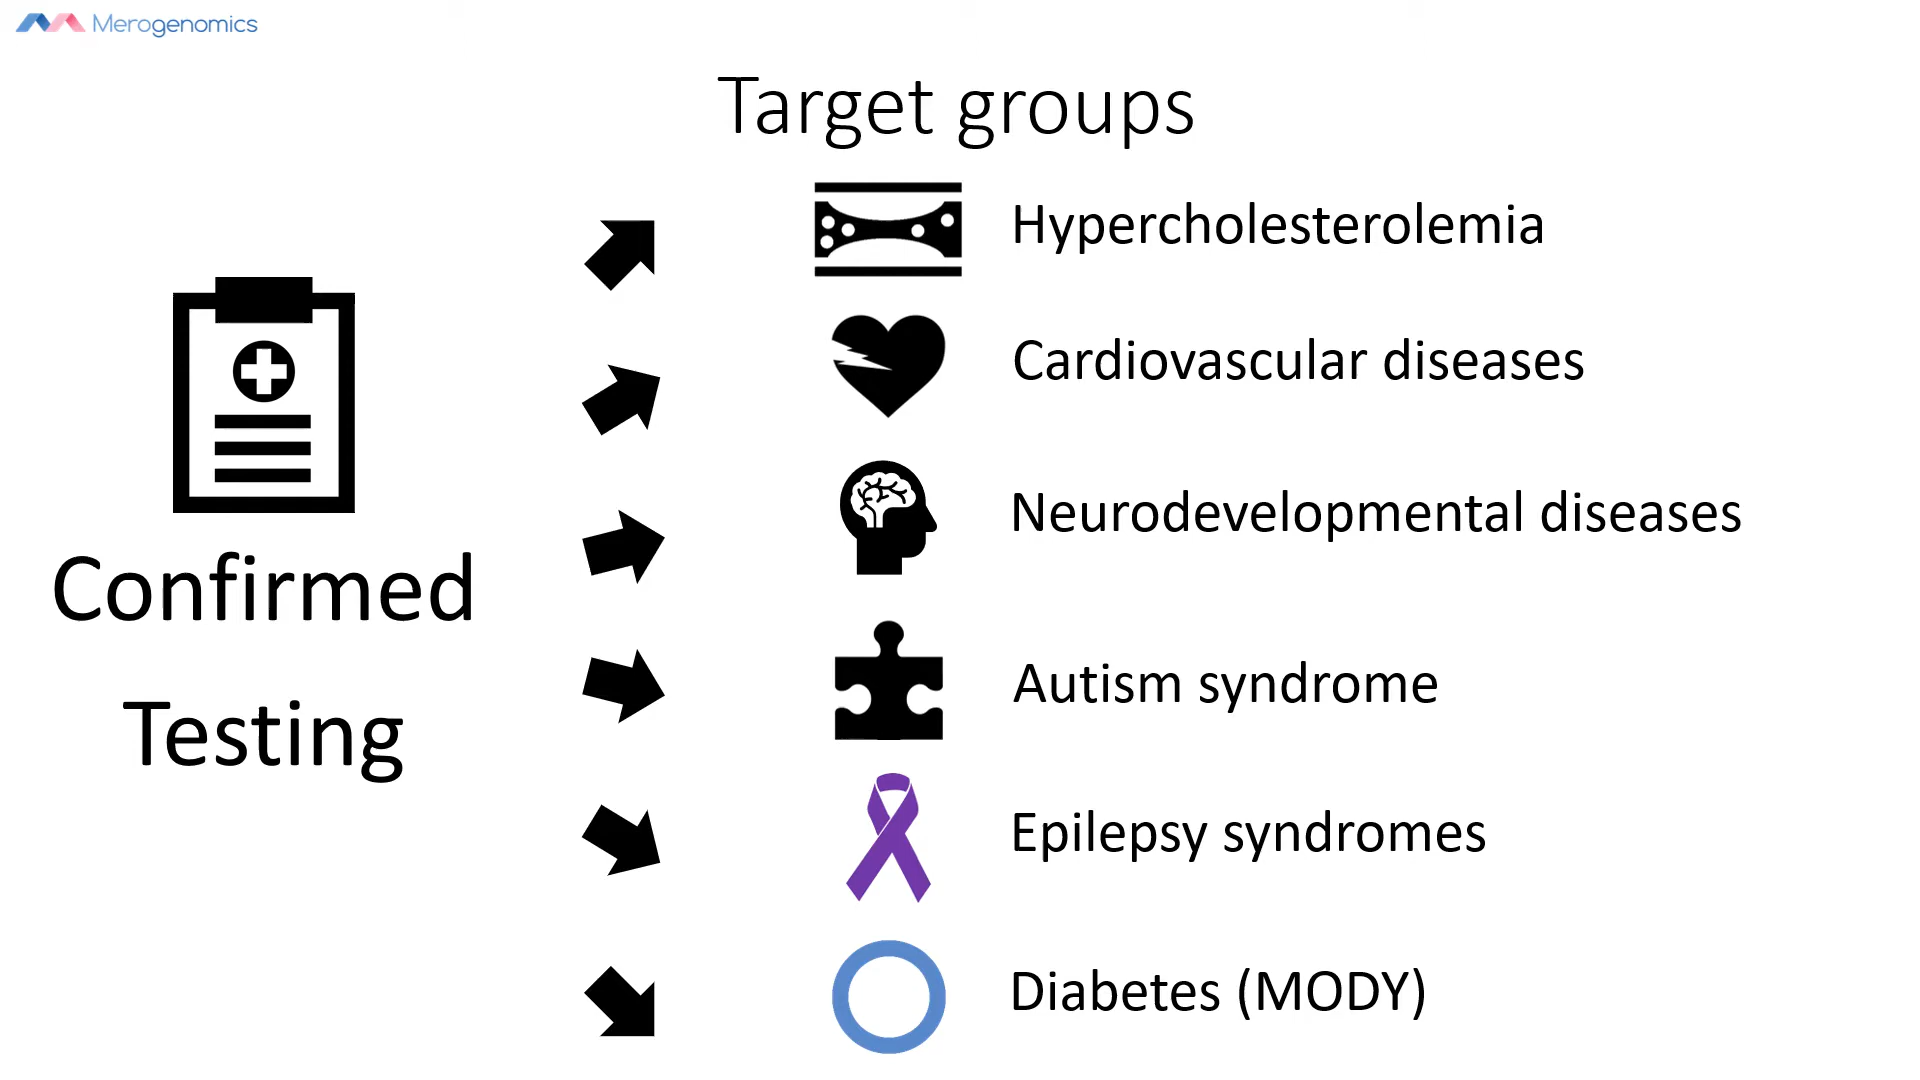 Merogenomics
Target groups
Hypercholesterolemia
Cardiovascular diseases
Neurodevelopmental diseases
Confirmed
Testing
Autism syndrome
Epilepsy syndromes
Diabetes (MODY)